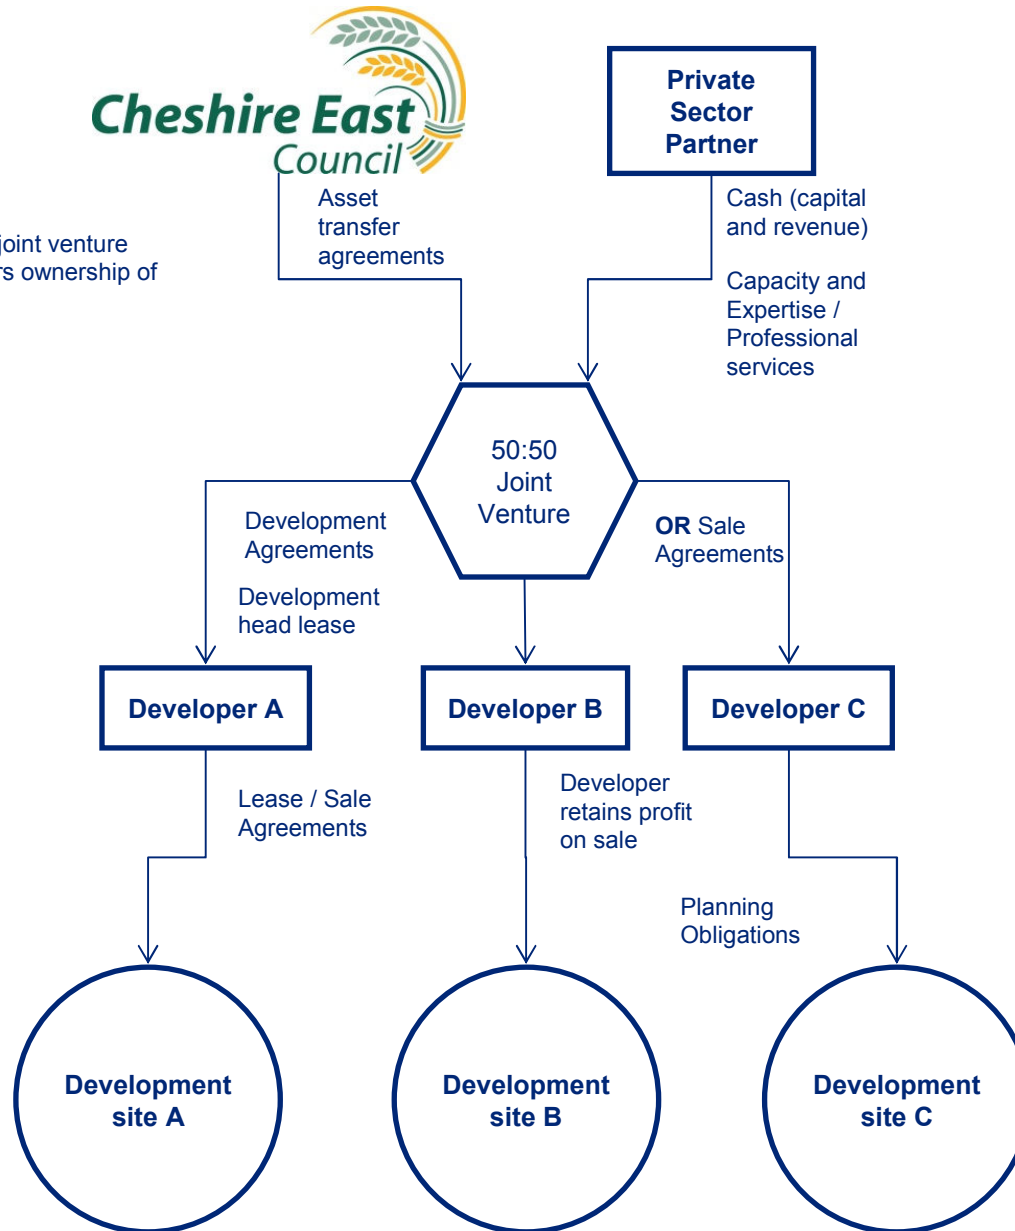 Cheshire East
Council
Private
Sector
Partner
Asset
transfer
agreements
Cash (capital
and revenue)
joint venture
rs ownership of
Capacity and
Expertise /
Professional
services
50:50
Joint
Venture
Development
Agreements
OR Sale
Agreements
Development
head lease
Developer A
Developer B
Developer C
Lease / Sale
Agreements
Developer
retains profit
on sale
Planning
Obligations
Development
site A
Development
site B
Development
site C